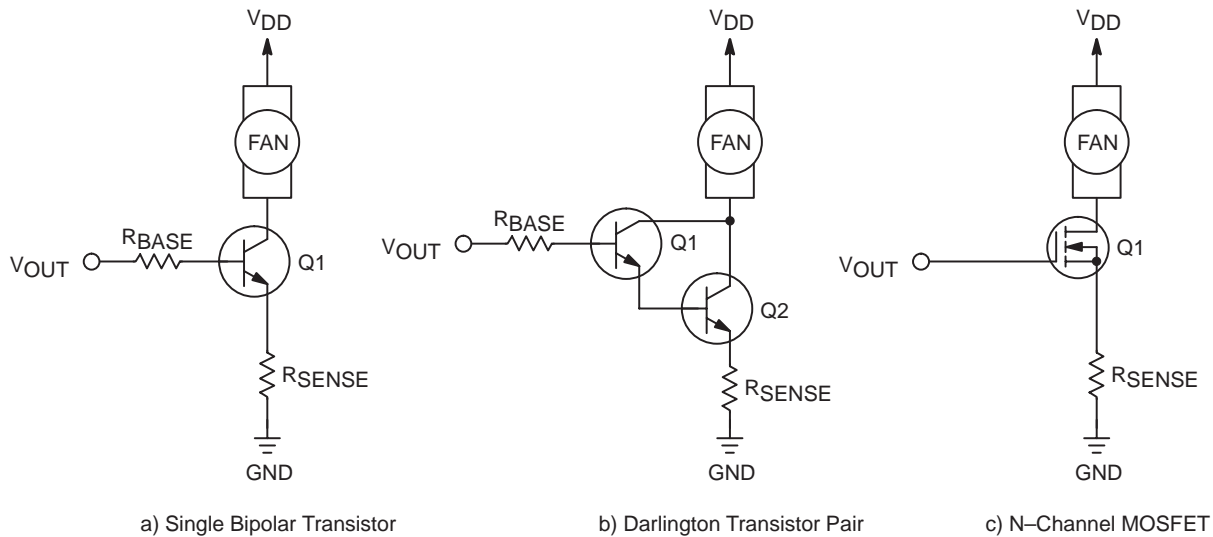 VDD
FAN
RBASE
VOUT
Q1
RSENSE
GND
a) Single Bipolar Transistor
VDD
FAN
RBASE
VOUT
Q1
Q2
RSENSE
GND
b) Darlington Transistor Pair
VDD
FAN
VOUT
Q1
RSENSE
GND
c) N–Channel MOSFET